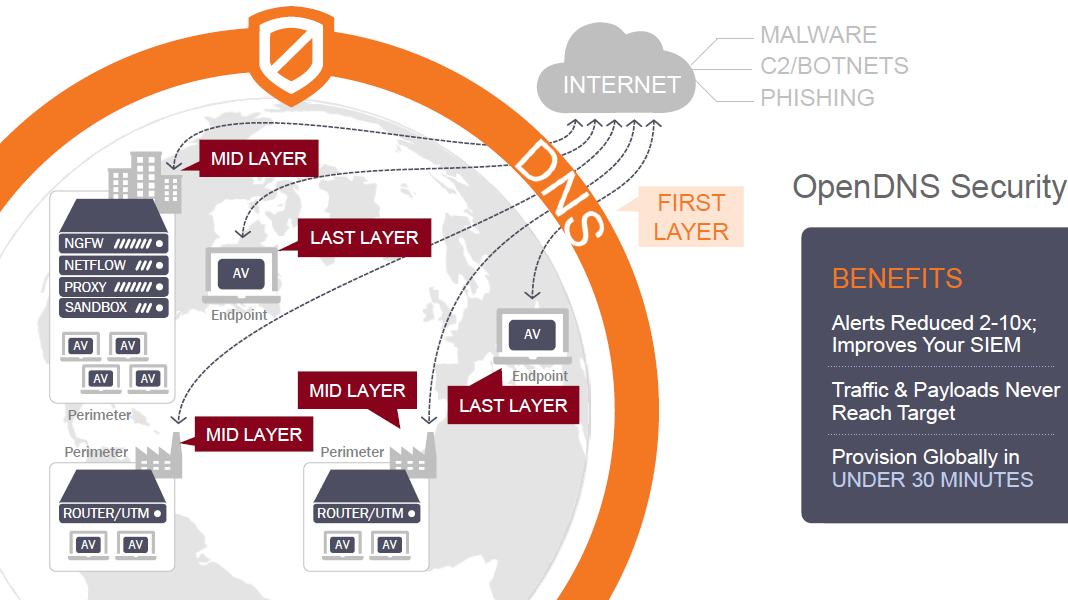 INTERNET
MALWARE
C2/BOTNETS
PHISHING
DNS
FIRST
LAYER
MID LAYER
NGFW
NETFLOW
PROXY
SANDBOX
AV
AV
AV
AV
Perimeter
LAST LAYER
AV
Endpoint
AV
Endpoint
LAST LAYER
MID LAYER
Perimeter
ROUTER/UTM
AV
AV
MID LAYER
Perimeter
ROUTER/UTM
AV
AV
OpenDNS Security
BENEFITS
Alerts Reduced 2-10x;
Improves Your SIEM
Traffic & Payloads Never
Reach Target
Provision Globally in
UNDER 30 MINUTES